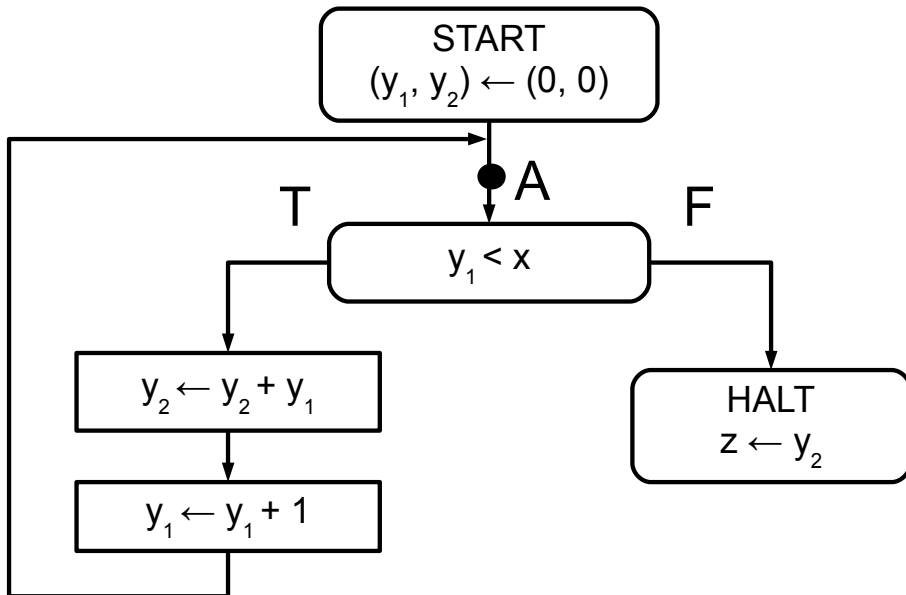 START
(y₁, y₂) ← (0, 0)
A
T
F
y₁ < x
y₂ ← y₂ + y₁
HALT
z ← y₂
y₁ ← y₁ + 1